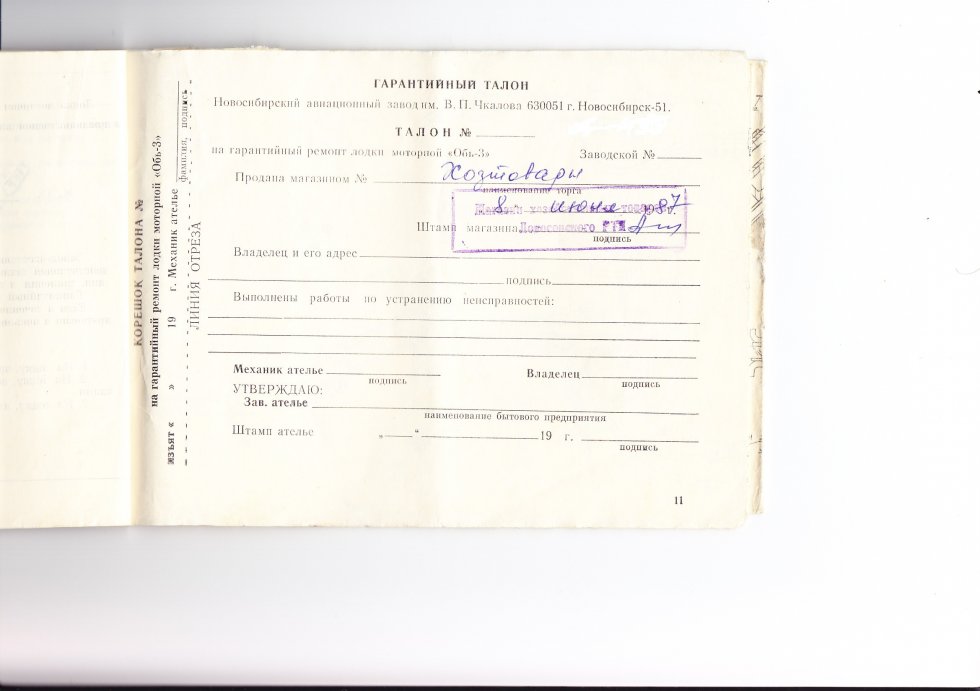 ГАРАНТИЙНЫЙ ТАЛОН
Новосибирский авиационный завод им. В. П. Чкалова 630051 г. Новосибирск-51.
ТАЛОН №
на гарантийный ремонт лодки моторной «Обь-3» Заводской №
Продана магазином № Хозтовары
наименование торга
8 июня 1987 г.
Штамп магазина
подпись
Владелец и его адрес
подпись
Выполнены работы по устранению неисправностей:
Механик ателье Владелец
подпись подпись
УТВЕРЖДАЮ:
Зав. ателье
наименование бытового предприятия
Штамп ателье „ “ 19 г.
подпись
11
КОРЕШОК ТАЛОНА №
на гарантийный ремонт лодки моторной «Обь-3»
изъят « » 19 г. Механик ателье
фамилия, подпись
ЛИНИЯ ОТРЕЗА